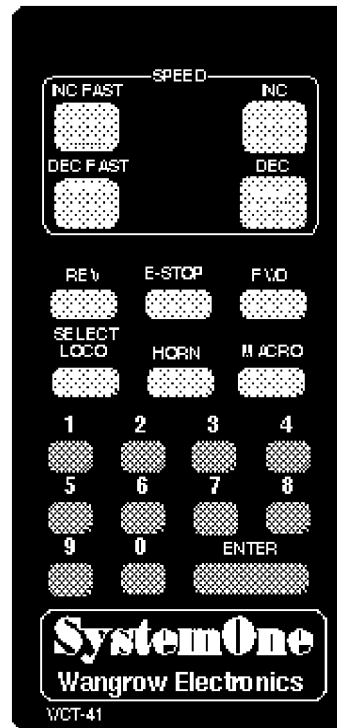 SPEED
INC FAST INC
DEC FAST DEC
REV E-STOP FWD
SELECT
LOCO HORN MACRO
1 2 3 4
5 6 7 8
9 0 ENTER
SystemOne
Wangrow Electronics
VCT-41